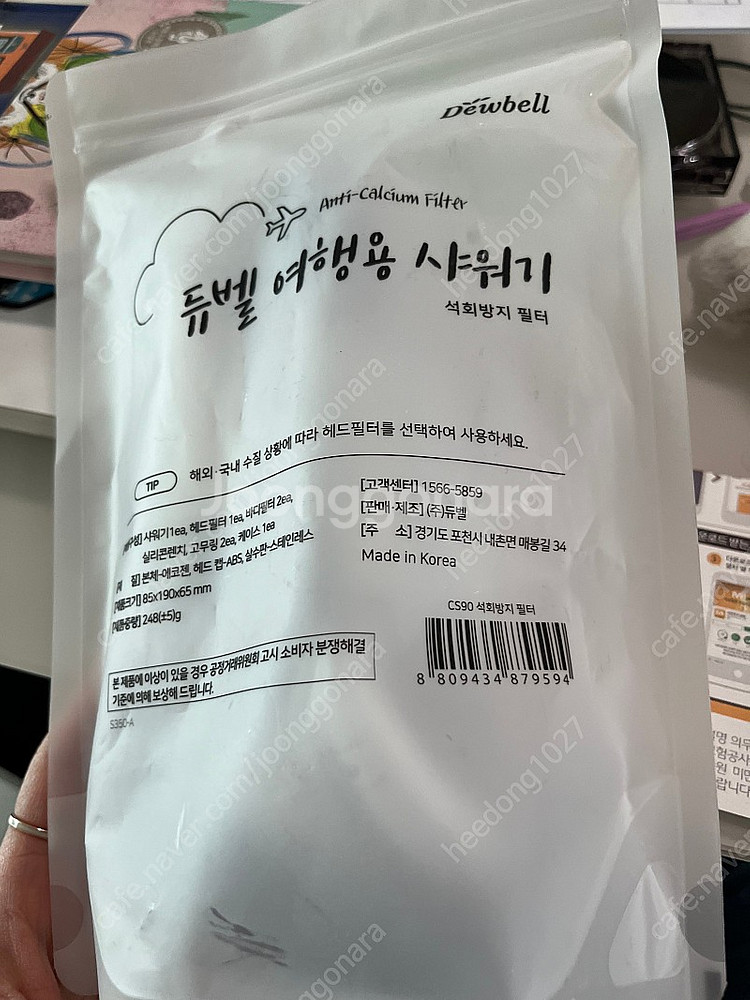 Dewbell
Anti-Calcium Filter
듀벨 여행용 샤워기
석회방지 필터
TIP
해외·국내 수질 상황에 따라 헤드필터를 선택하여 사용하세요.
샤워기1ea, 헤드필터 1ea, 바디필터 2ea,
실리콘렌치, 고무링 2ea, 케이스 1ea
질] 본체-에코젠, 헤드 캡-ABS, 살수판-스테인레스
[제품크기] 85x190x65 mm
[제품중량] 248(±5)g
[고객센터] 1566-5859
[판매·제조] (주)듀벨
[주 소] 경기도 포천시 내촌면 매봉길 34
Made in Korea
CS90 석회방지 필터
8 809434 879594
본 제품에 이상이 있을 경우 공정거래위원회 고시 소비자 분쟁해결
기준에 의해 보상해 드립니다.
Joonggonara
cafe.naver.com/joonggonara
heedong1027